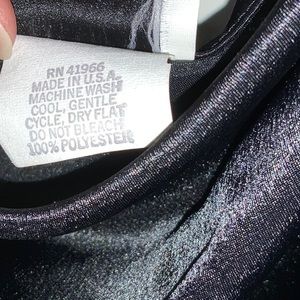 RN 41966
MADE IN U.S.A.
MACHINE WASH
COOL, GENTLE
CYCLE, DRY FLAT
DO NOT BLEACH
100% POLYESTER